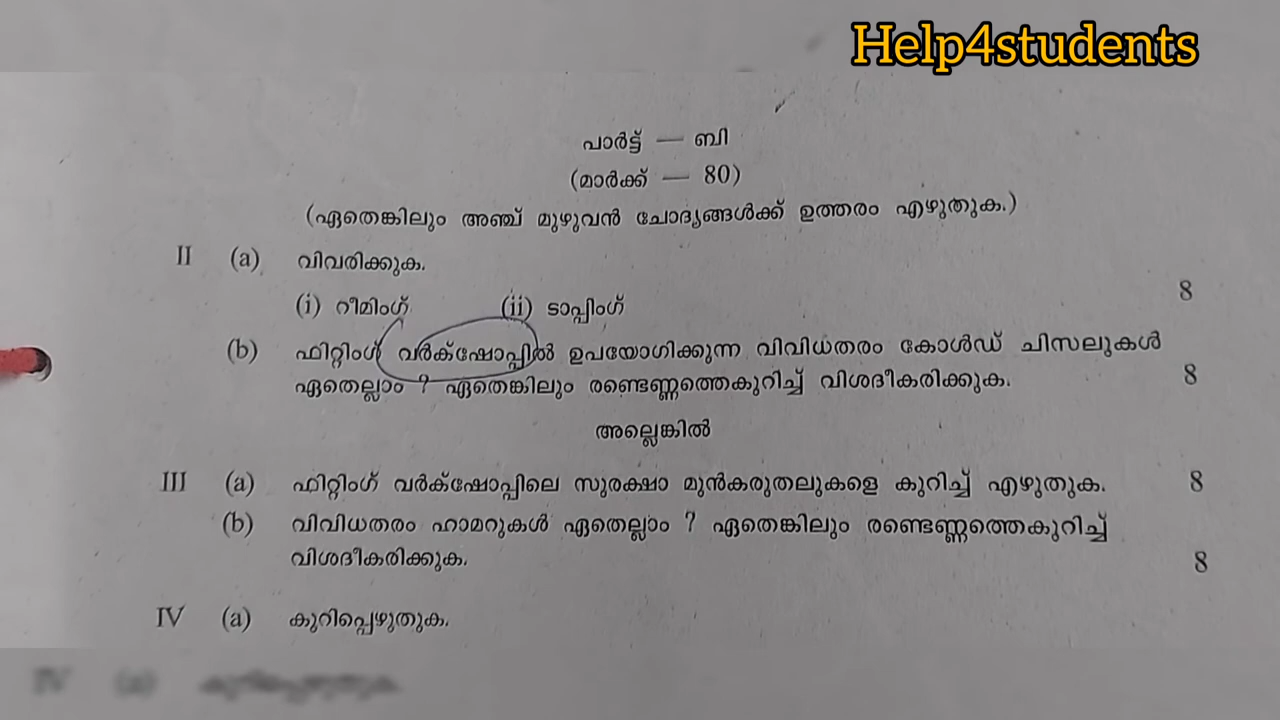 Help4students
പാർട്ട് — ബി
(മാർക്ക് — 80)
(ഏതെങ്കിലും അഞ്ച് മുഴുവൻ ചോദ്യങ്ങൾക്ക് ഉത്തരം എഴുതുക.)
II (a) വിവരിക്കുക.
(i) റീമിംഗ് (ii) ടാപ്പിംഗ് 8
(b) ഫിറ്റിംഗ് വർക്ഷോപ്പിൽ ഉപയോഗിക്കുന്ന വിവിധതരം കോൾഡ് ചിസലുകൾ
ഏതെല്ലാം ? ഏതെങ്കിലും രണ്ടെണ്ണത്തെകുറിച്ച് വിശദീകരിക്കുക. 8
അല്ലെങ്കിൽ
III (a) ഫിറ്റിംഗ് വർക്ഷോപ്പിലെ സുരക്ഷാ മുൻകരുതലുകളെ കുറിച്ച് എഴുതുക. 8
(b) വിവിധതരം ഹാമറുകൾ ഏതെല്ലാം ? ഏതെങ്കിലും രണ്ടെണ്ണത്തെകുറിച്ച്
വിശദീകരിക്കുക. 8
IV (a) കുറിപ്പെഴുതുക.